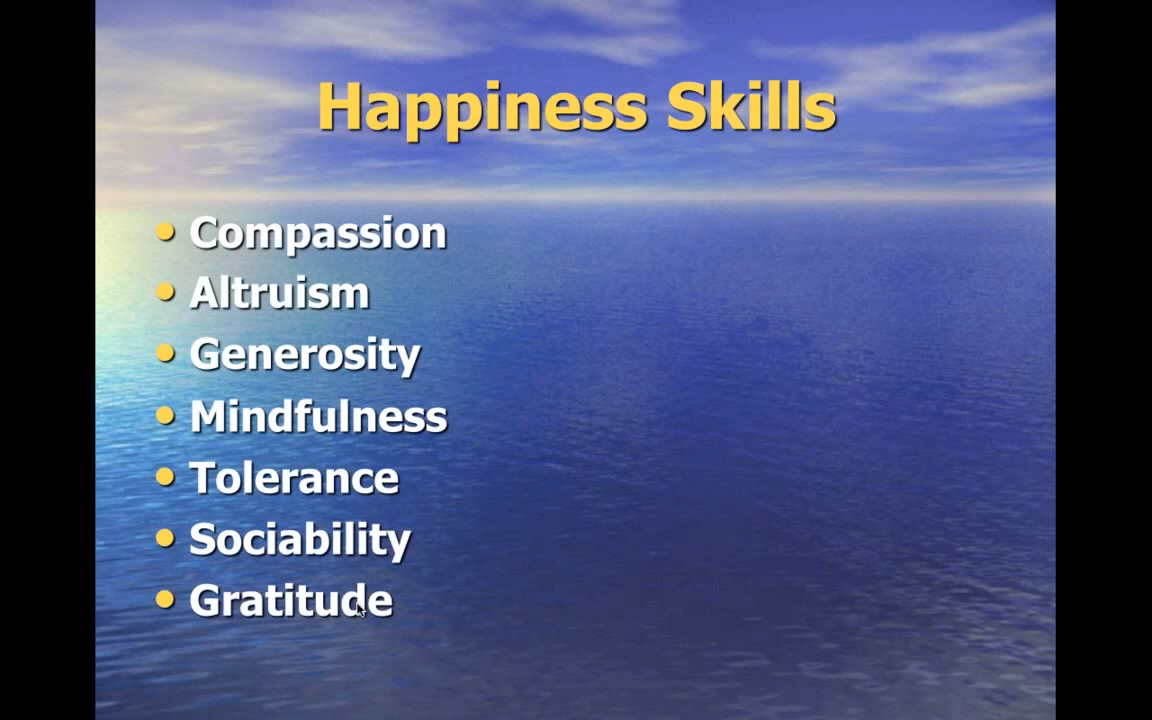 Happiness Skills
• Compassion
• Altruism
• Generosity
• Mindfulness
• Tolerance
• Sociability
• Gratitude